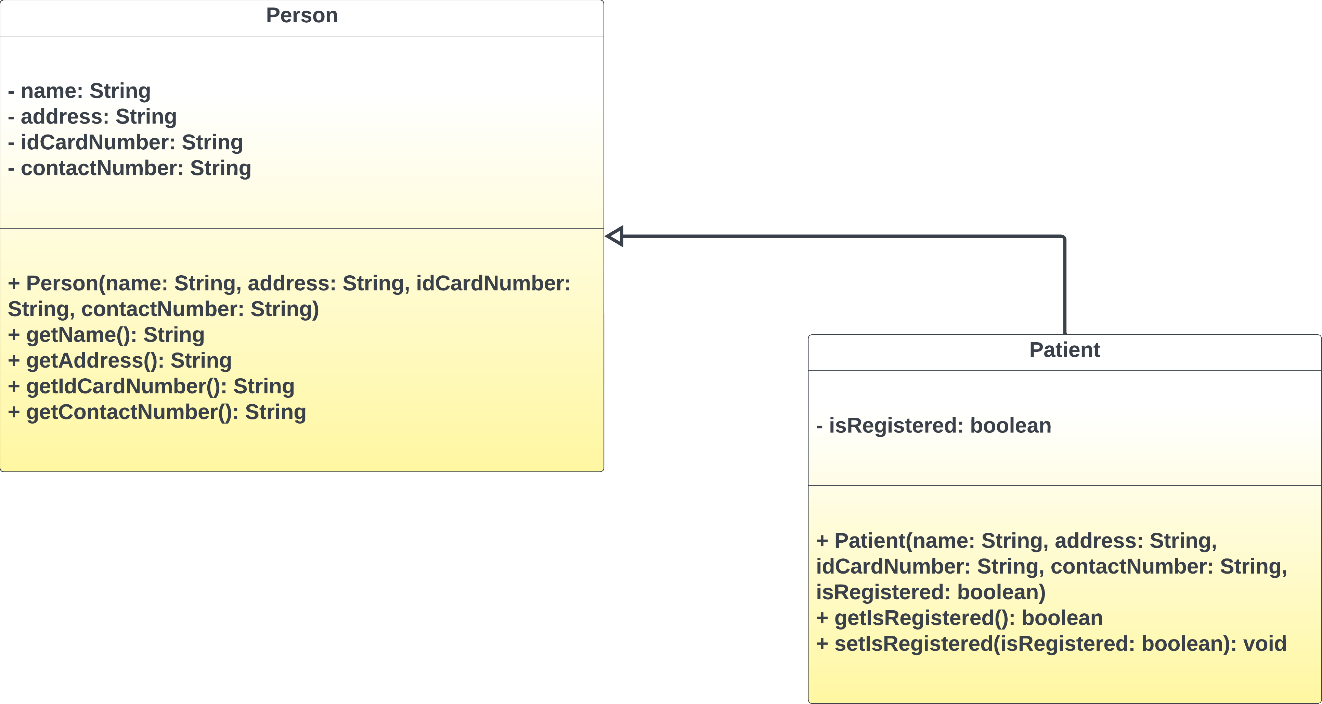 Person
- name: String
- address: String
- idCardNumber: String
- contactNumber: String
+ Person(name: String, address: String, idCardNumber:
String, contactNumber: String)
+ getName(): String
+ getAddress(): String
+ getIdCardNumber(): String
+ getContactNumber(): String
Patient
- isRegistered: boolean
+ Patient(name: String, address: String,
idCardNumber: String, contactNumber: String,
isRegistered: boolean)
+ getIsRegistered(): boolean
+ setIsRegistered(isRegistered: boolean): void